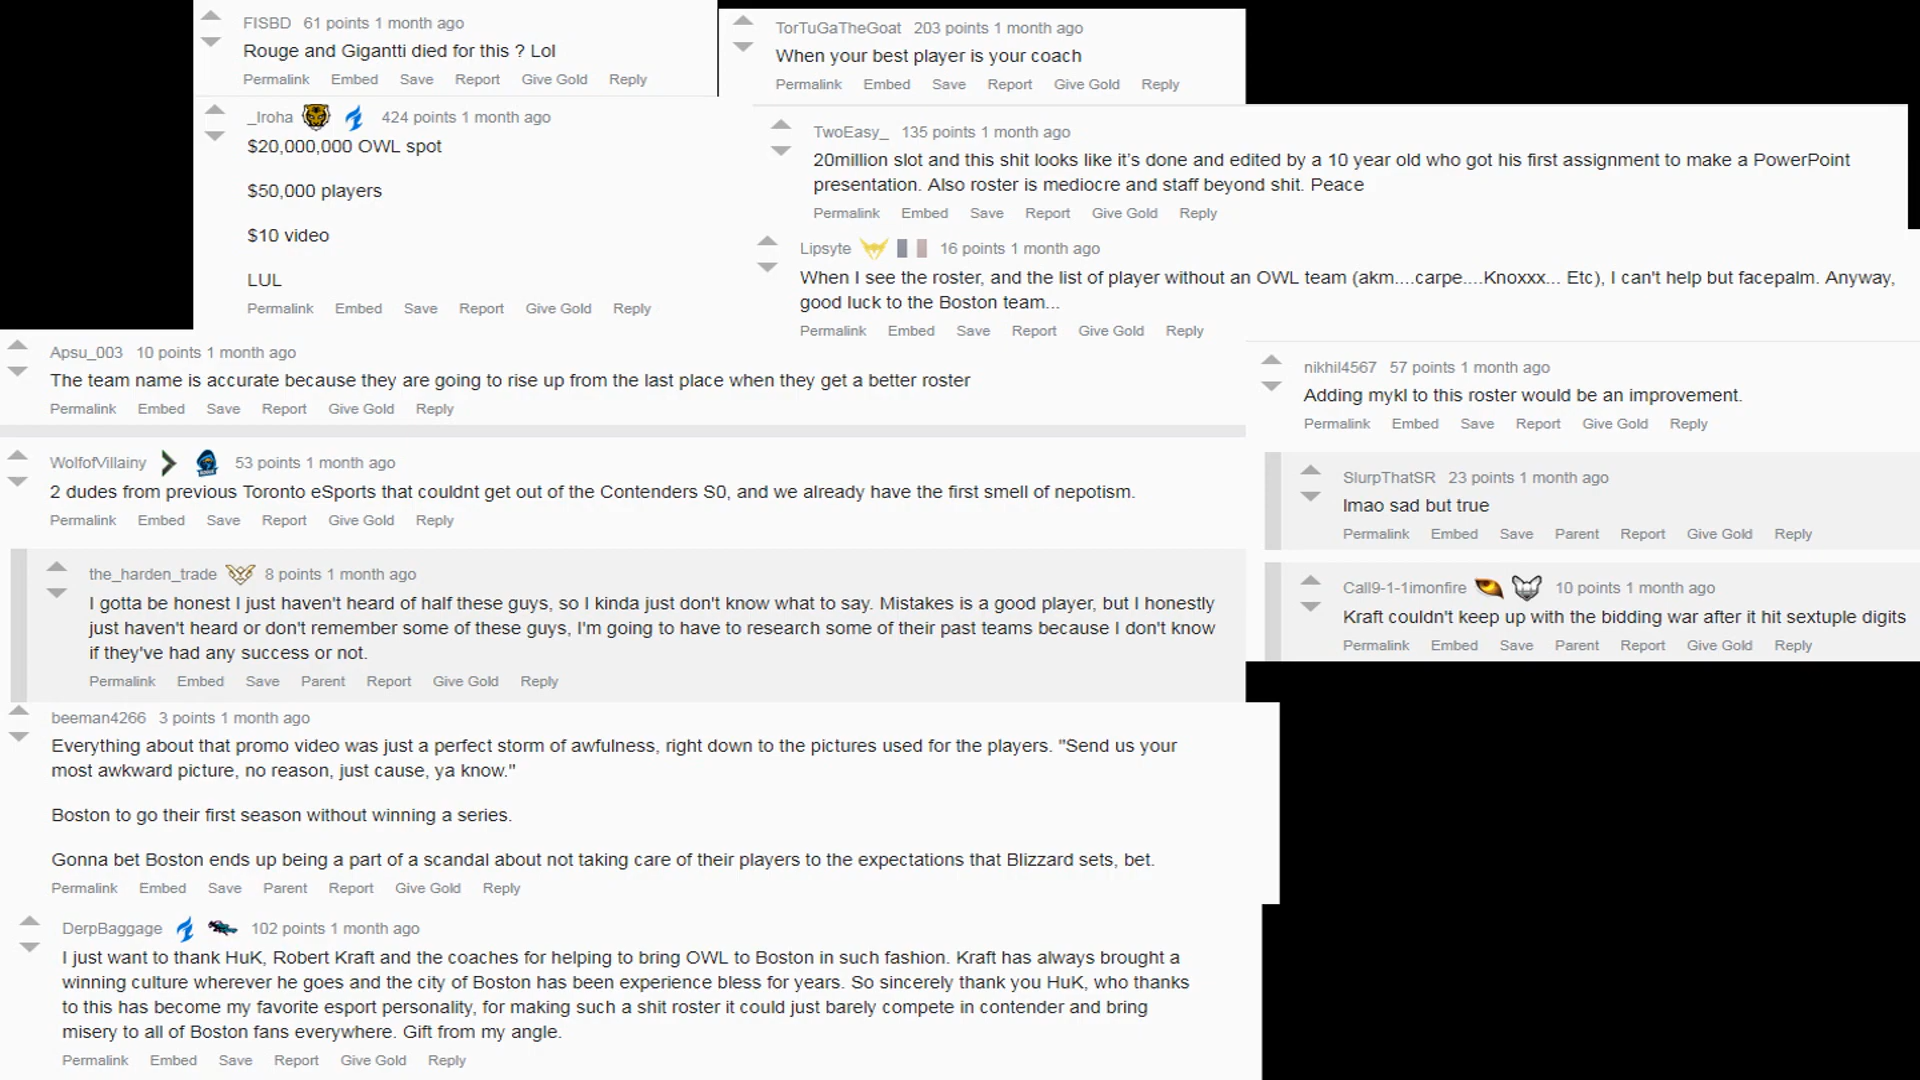 FISBD 61 points 1 month ago
Rouge and Gigantti died for this ? Lol
Permalink Embed Save Report Give Gold Reply
_Iroha 424 points 1 month ago
$20,000,000 OWL spot
$50,000 players
$10 video
LUL
Permalink Embed Save Report Give Gold Reply
TorTuGaTheGoat 203 points 1 month ago
When your best player is your coach
Permalink Embed Save Report Give Gold Reply
TwoEasy_ 135 points 1 month ago
20million slot and this shit looks like it's done and edited by a 10 year old who got his first assignment to make a PowerPoint
presentation. Also roster is mediocre and staff beyond shit. Peace
Permalink Embed Save Report Give Gold Reply
Lipsyte 16 points 1 month ago
When I see the roster, and the list of player without an OWL team (akm....carpe....Knoxxx... Etc), I can't help but facepalm. Anyway,
good luck to the Boston team...
Permalink Embed Save Report Give Gold Reply
Apsu_003 10 points 1 month ago
The team name is accurate because they are going to rise up from the last place when they get a better roster
Permalink Embed Save Report Give Gold Reply
nikhil4567 57 points 1 month ago
Adding mykl to this roster would be an improvement.
Permalink Embed Save Report Give Gold Reply
SlurpThatSR 23 points 1 month ago
lmao sad but true
Permalink Embed Save Parent Report Give Gold Reply
Call9-1-1imonfire 10 points 1 month ago
Kraft couldn't keep up with the bidding war after it hit sextuple digits
Permalink Embed Save Parent Report Give Gold Reply
WolfofVillainy 53 points 1 month ago
2 dudes from previous Toronto eSports that couldnt get out of the Contenders S0, and we already have the first smell of nepotism.
Permalink Embed Save Report Give Gold Reply
the_harden_trade 8 points 1 month ago
I gotta be honest I just haven't heard of half these guys, so I kinda just don't know what to say. Mistakes is a good player, but I honestly
just haven't heard or don't remember some of these guys, I'm going to have to research some of their past teams because I don't know
if they've had any success or not.
Permalink Embed Save Parent Report Give Gold Reply
beeman4266 3 points 1 month ago
Everything about that promo video was just a perfect storm of awfulness, right down to the pictures used for the players. "Send us your
most awkward picture, no reason, just cause, ya know."
Boston to go their first season without winning a series.
Gonna bet Boston ends up being a part of a scandal about not taking care of their players to the expectations that Blizzard sets, bet.
Permalink Embed Save Parent Report Give Gold Reply
DerpBaggage 102 points 1 month ago
I just want to thank HuK, Robert Kraft and the coaches for helping to bring OWL to Boston in such fashion. Kraft has always brought a
winning culture wherever he goes and the city of Boston has been experience bless for years. So sincerely thank you HuK, who thanks
to this has become my favorite esport personality, for making such a shit roster it could just barely compete in contender and bring
misery to all of Boston fans everywhere. Gift from my angle.
Permalink Embed Save Report Give Gold Reply